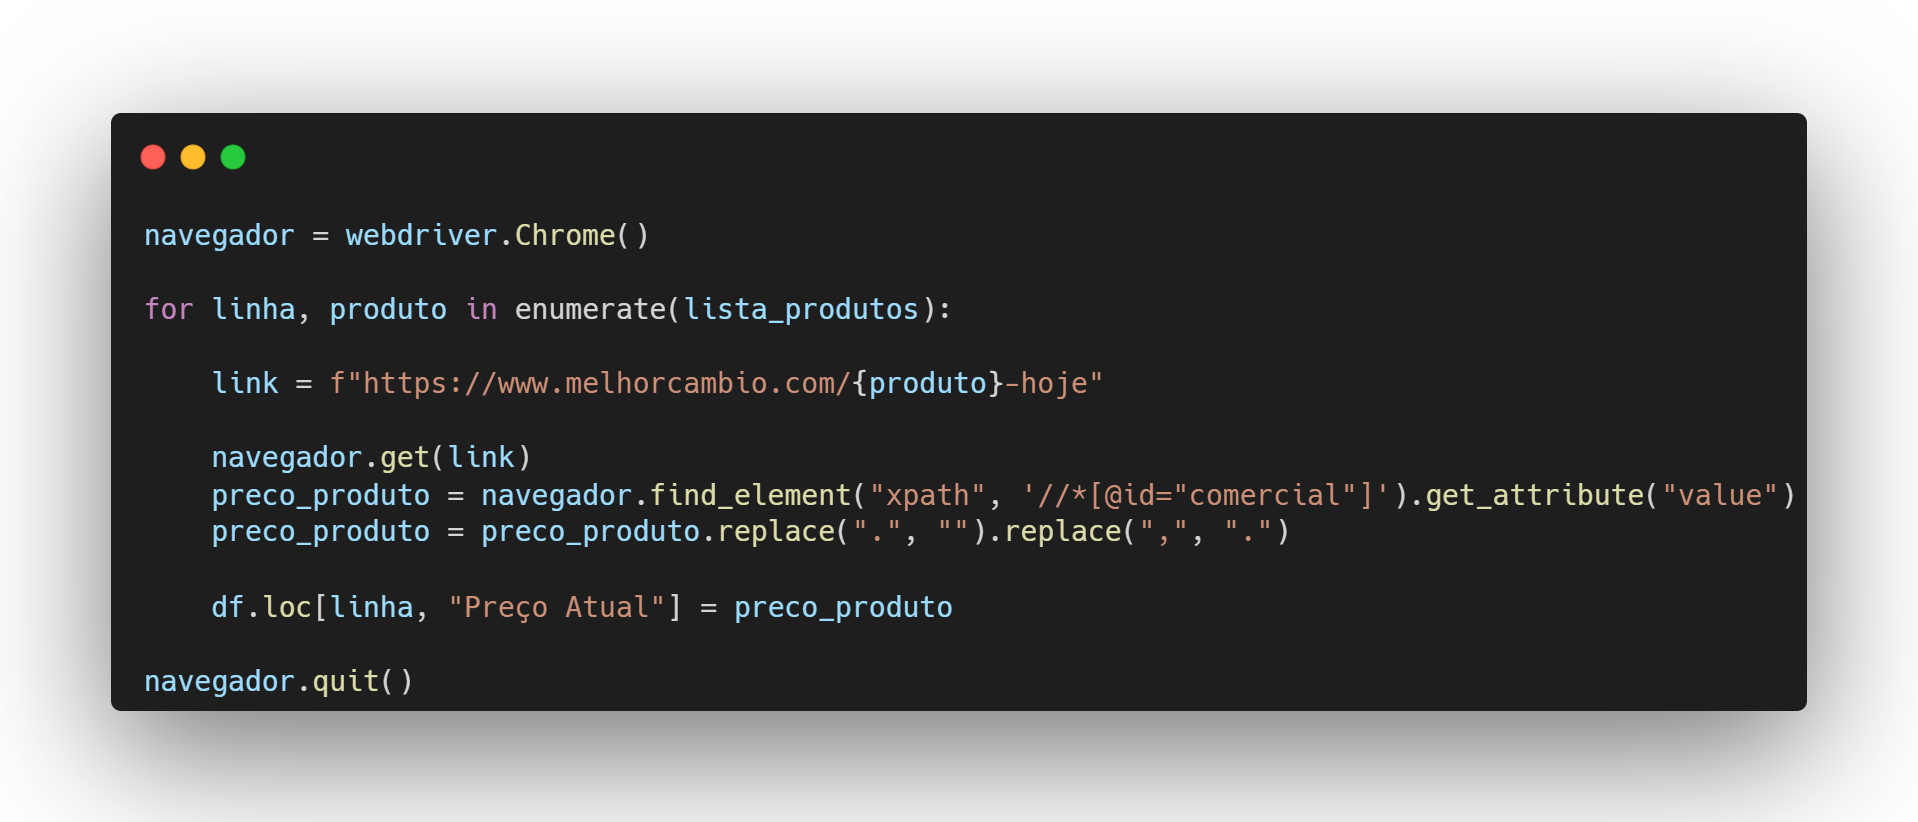 navegador = webdriver.Chrome()
for linha, produto in enumerate(lista_produtos):
    link = f"https://www.melhorcambio.com/{produto}-hoje"
    navegador.get(link)
    preco_produto = navegador.find_element("xpath", '//*[@id="comercial"]').get_attribute("value")
    preco_produto = preco_produto.replace(".", "").replace(",", ".")
    df.loc[linha, "Preço Atual"] = preco_produto
navegador.quit()